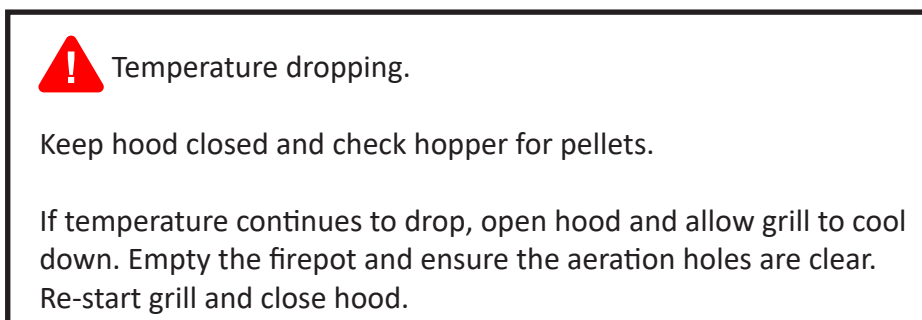 ! Temperature dropping.
Keep hood closed and check hopper for pellets.
If temperature continues to drop, open hood and allow grill to cool
down. Empty the firepot and ensure the aeration holes are clear.
Re-start grill and close hood.